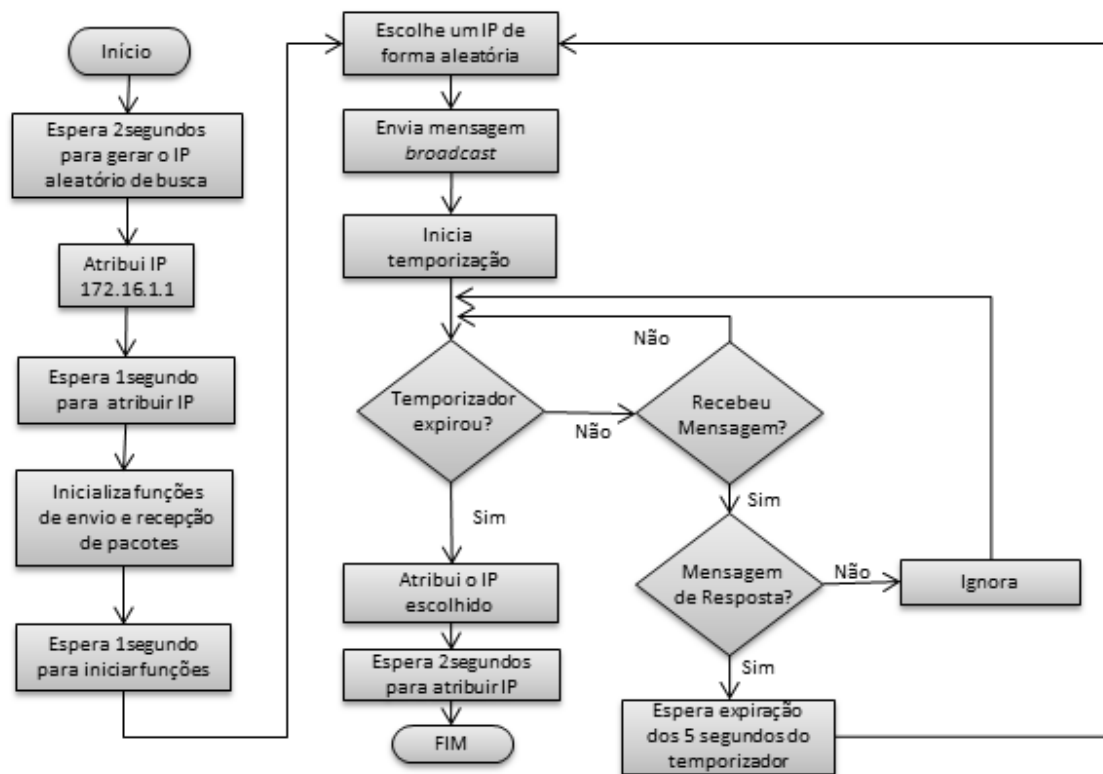 Início
Espera 2segundos
para gerar o IP
aleatório de busca
Atribui IP
172.16.1.1
Espera 1segundo
para atribuir IP
Inicializa funções
de envio e recepção
de pacotes
Espera 1segundo
para iniciarfunções
Escolhe um IP de
forma aleatória
Envia mensagem
broadcast
Inicia
temporização
Temporizador
expirou?
Não
Não
Recebeu
Mensagem?
Sim
Sim
Atribui o IP
escolhido
Espera 2segundos
para atribuir IP
FIM
Mensagem
de Resposta?
Não
Ignora
Sim
Espera expiração
dos 5 segundos do
temporizador